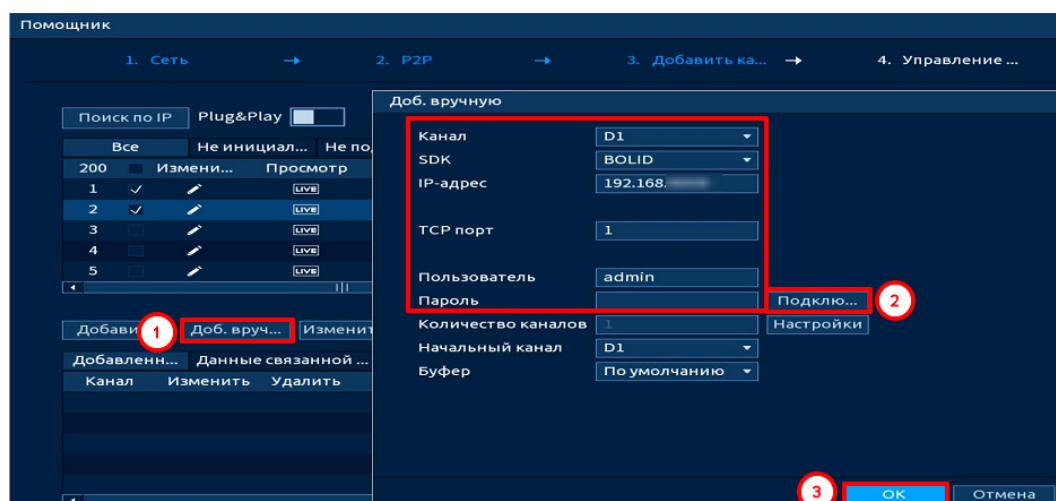 Помощник
1. Сеть → 2. P2P → 3. Добавить ка... → 4. Управление ...
Поиск по IP Plug&Play
Все Не инициал... Не по
200 Измени... Просмотр
1 LIVE
2 LIVE
3 LIVE
4 LIVE
5 LIVE
Добави 1 Доб. вруч... Изменит
Добавленн... Данные связанной ...
Канал Изменить Удалить
Доб. вручную
Канал D1
SDK BOLID
IP-адрес 192.168.
TCP порт 1
Пользователь admin
Пароль Подклю... 2
Количество каналов 1 Настройки
Начальный канал D1
Буфер По умолчанию
3 OK Отмена